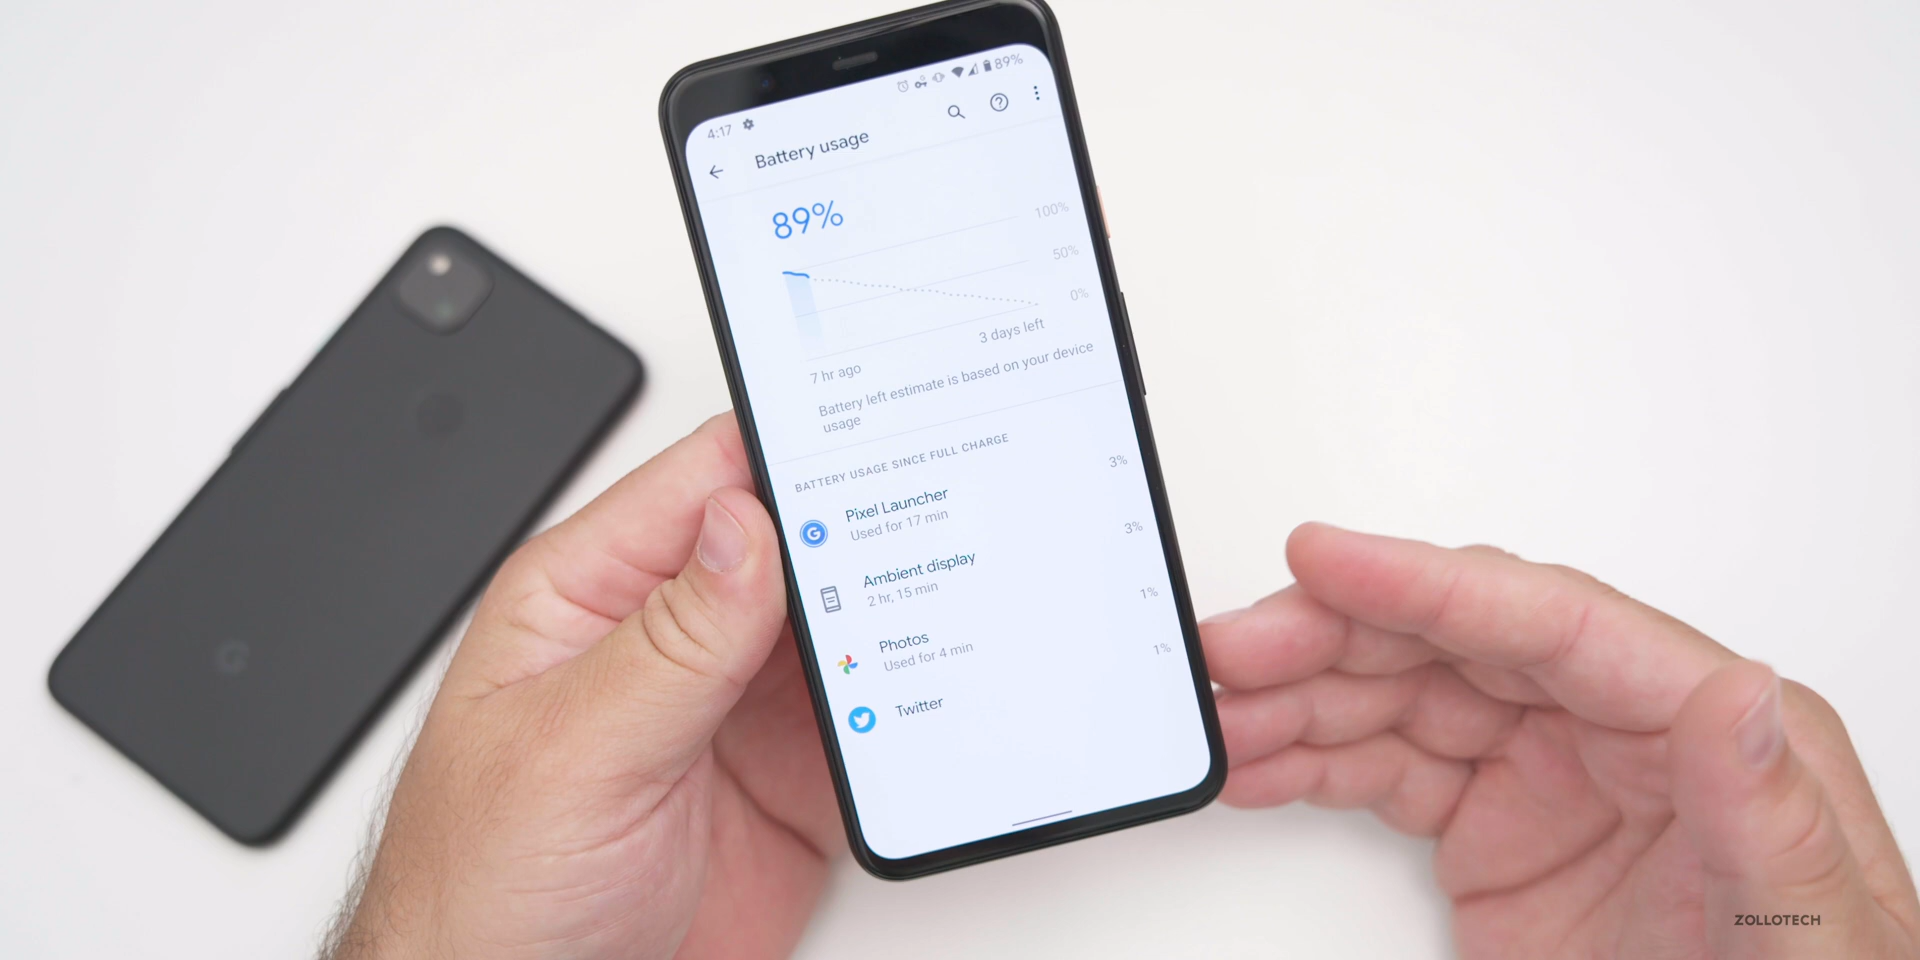 4:17
89%
Battery usage
89%
100%
50%
0%
7 hr ago
3 days left
Battery left estimate is based on your device
usage
BATTERY USAGE SINCE FULL CHARGE
Pixel Launcher
3%
Used for 17 min
Ambient display
3%
2 hr, 15 min
Photos
1%
Used for 4 min
Twitter
1%
G
G
ZOLLOTECH